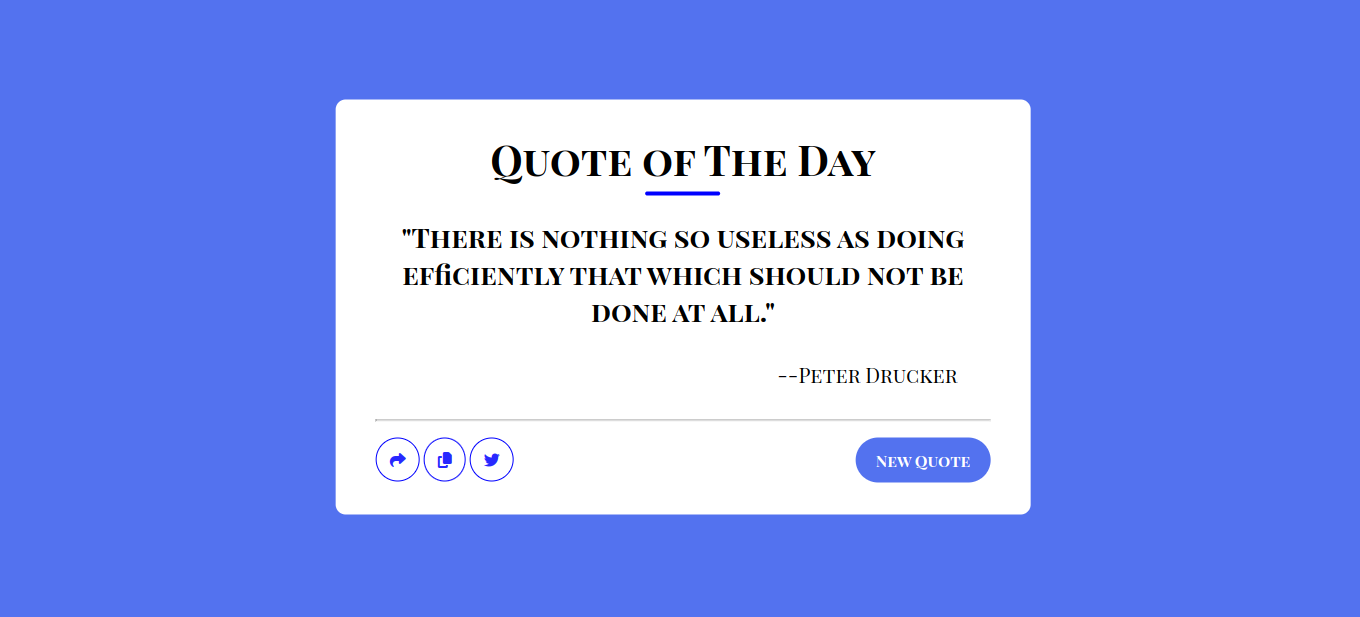 Quote of The Day
"There is nothing so useless as doing
efficiently that which should not be
done at all."
--Peter Drucker
New Quote